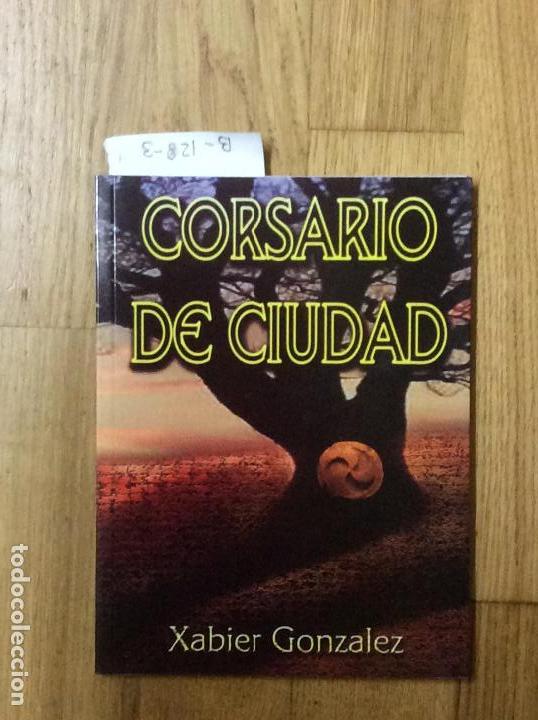 B-128-3
CORSARIO
DE CIUDAD
Xabier Gonzalez
todocoleccion